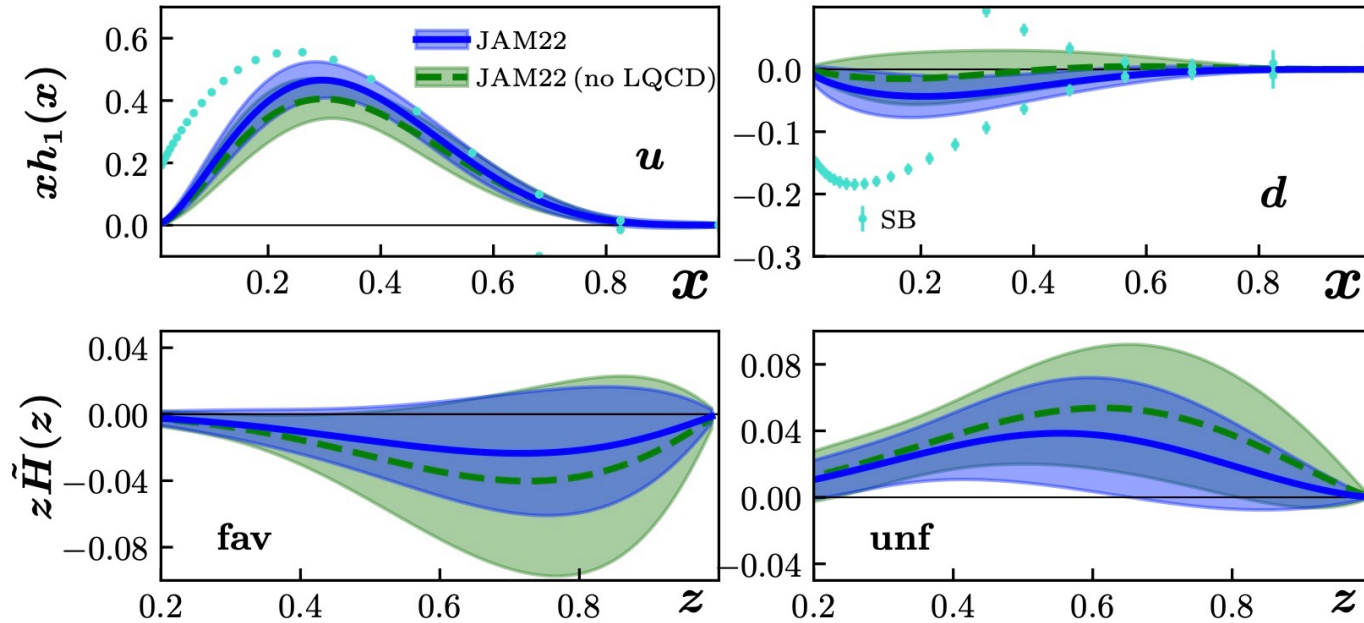 0.6
0.4
0.2
0.0
xh₁(x)
JAM22
JAM22 (no LQCD)
u
0.2 0.4 0.6 0.8 x
0.0
−0.1
−0.2
−0.3
SB
d
0.2 0.4 0.6 0.8 x
0.04
0.00
−0.04
−0.08
zH̃(z)
fav
0.2 0.4 0.6 0.8 z
0.08
0.04
0.00
−0.04
unf
0.2 0.4 0.6 0.8 z